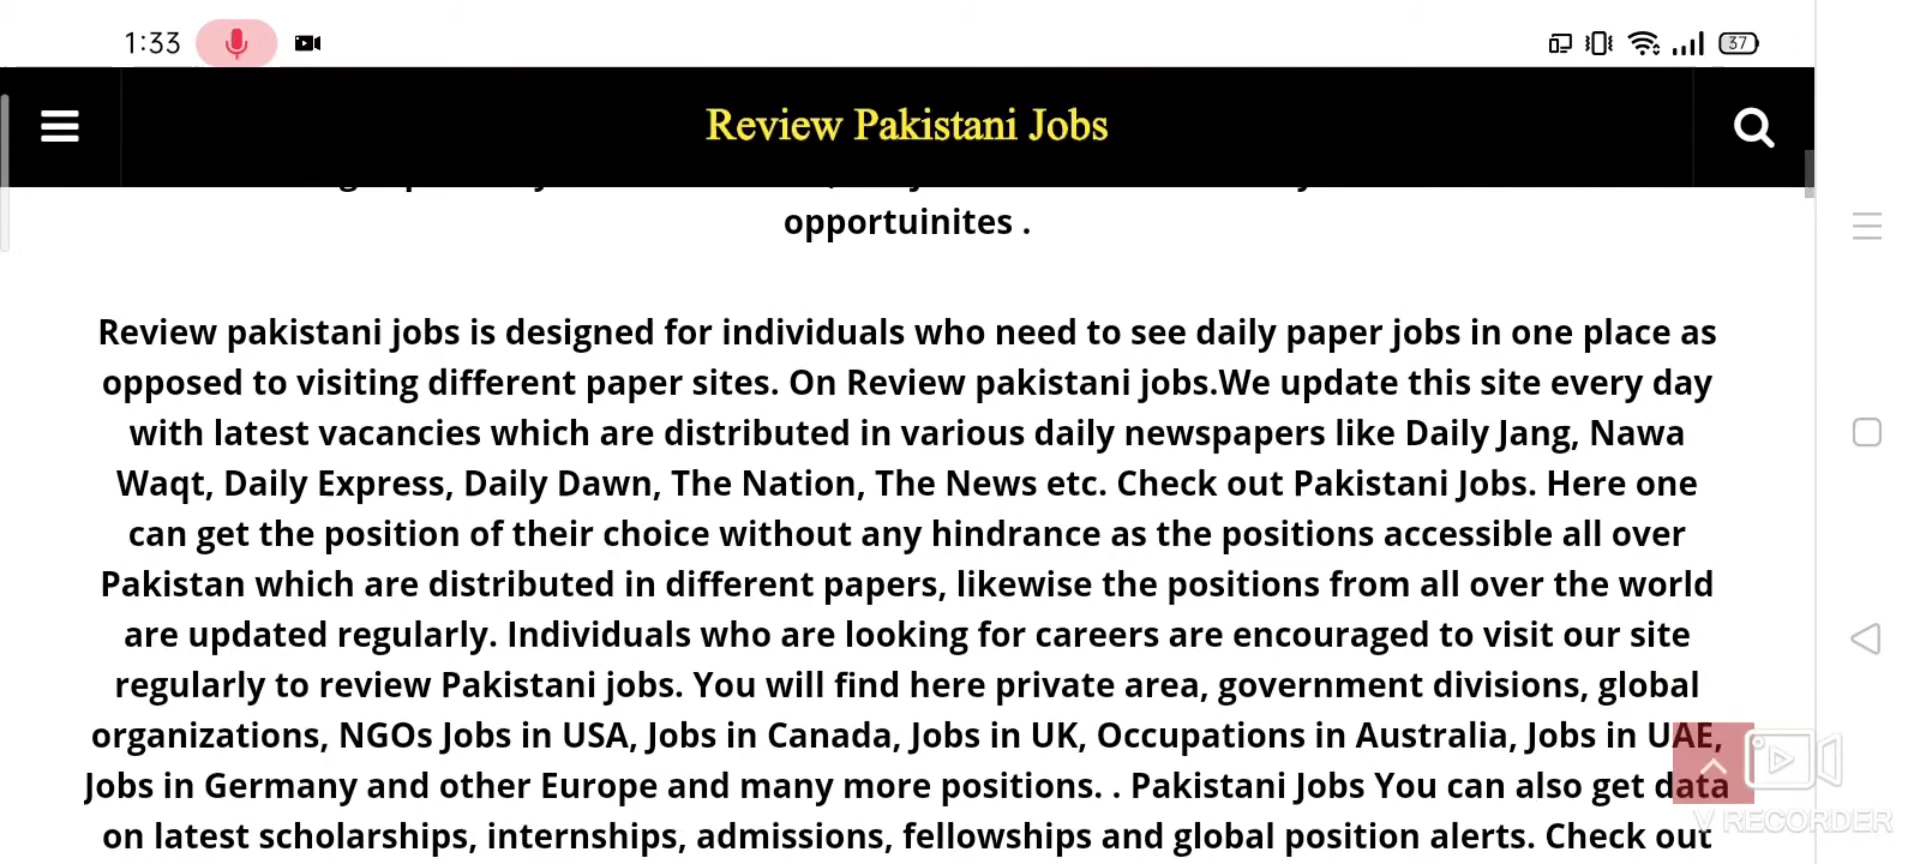 1:33
37
Review Pakistani Jobs
opportuinites .
Review pakistani jobs is designed for individuals who need to see daily paper jobs in one place as
opposed to visiting different paper sites. On Review pakistani jobs.We update this site every day
with latest vacancies which are distributed in various daily newspapers like Daily Jang, Nawa
Waqt, Daily Express, Daily Dawn, The Nation, The News etc. Check out Pakistani Jobs. Here one
can get the position of their choice without any hindrance as the positions accessible all over
Pakistan which are distributed in different papers, likewise the positions from all over the world
are updated regularly. Individuals who are looking for careers are encouraged to visit our site
regularly to review Pakistani jobs. You will find here private area, government divisions, global
organizations, NGOs Jobs in USA, Jobs in Canada, Jobs in UK, Occupations in Australia, Jobs in UAE,
Jobs in Germany and other Europe and many more positions. . Pakistani Jobs You can also get data
on latest scholarships, internships, admissions, fellowships and global position alerts. Check out
V RECORDER